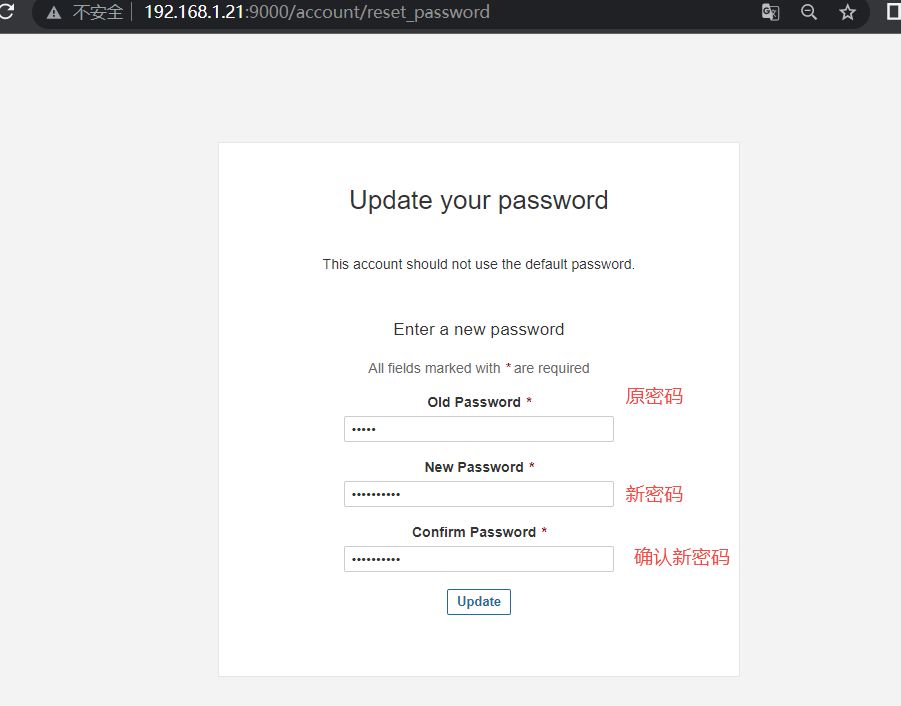 不安全 192.168.1.21:9000/account/reset_password
Update your password
This account should not use the default password.
Enter a new password
All fields marked with * are required
Old Password *
原密码
•••••
New Password *
•••••••••• 新密码
Confirm Password *
•••••••••• 确认新密码
Update